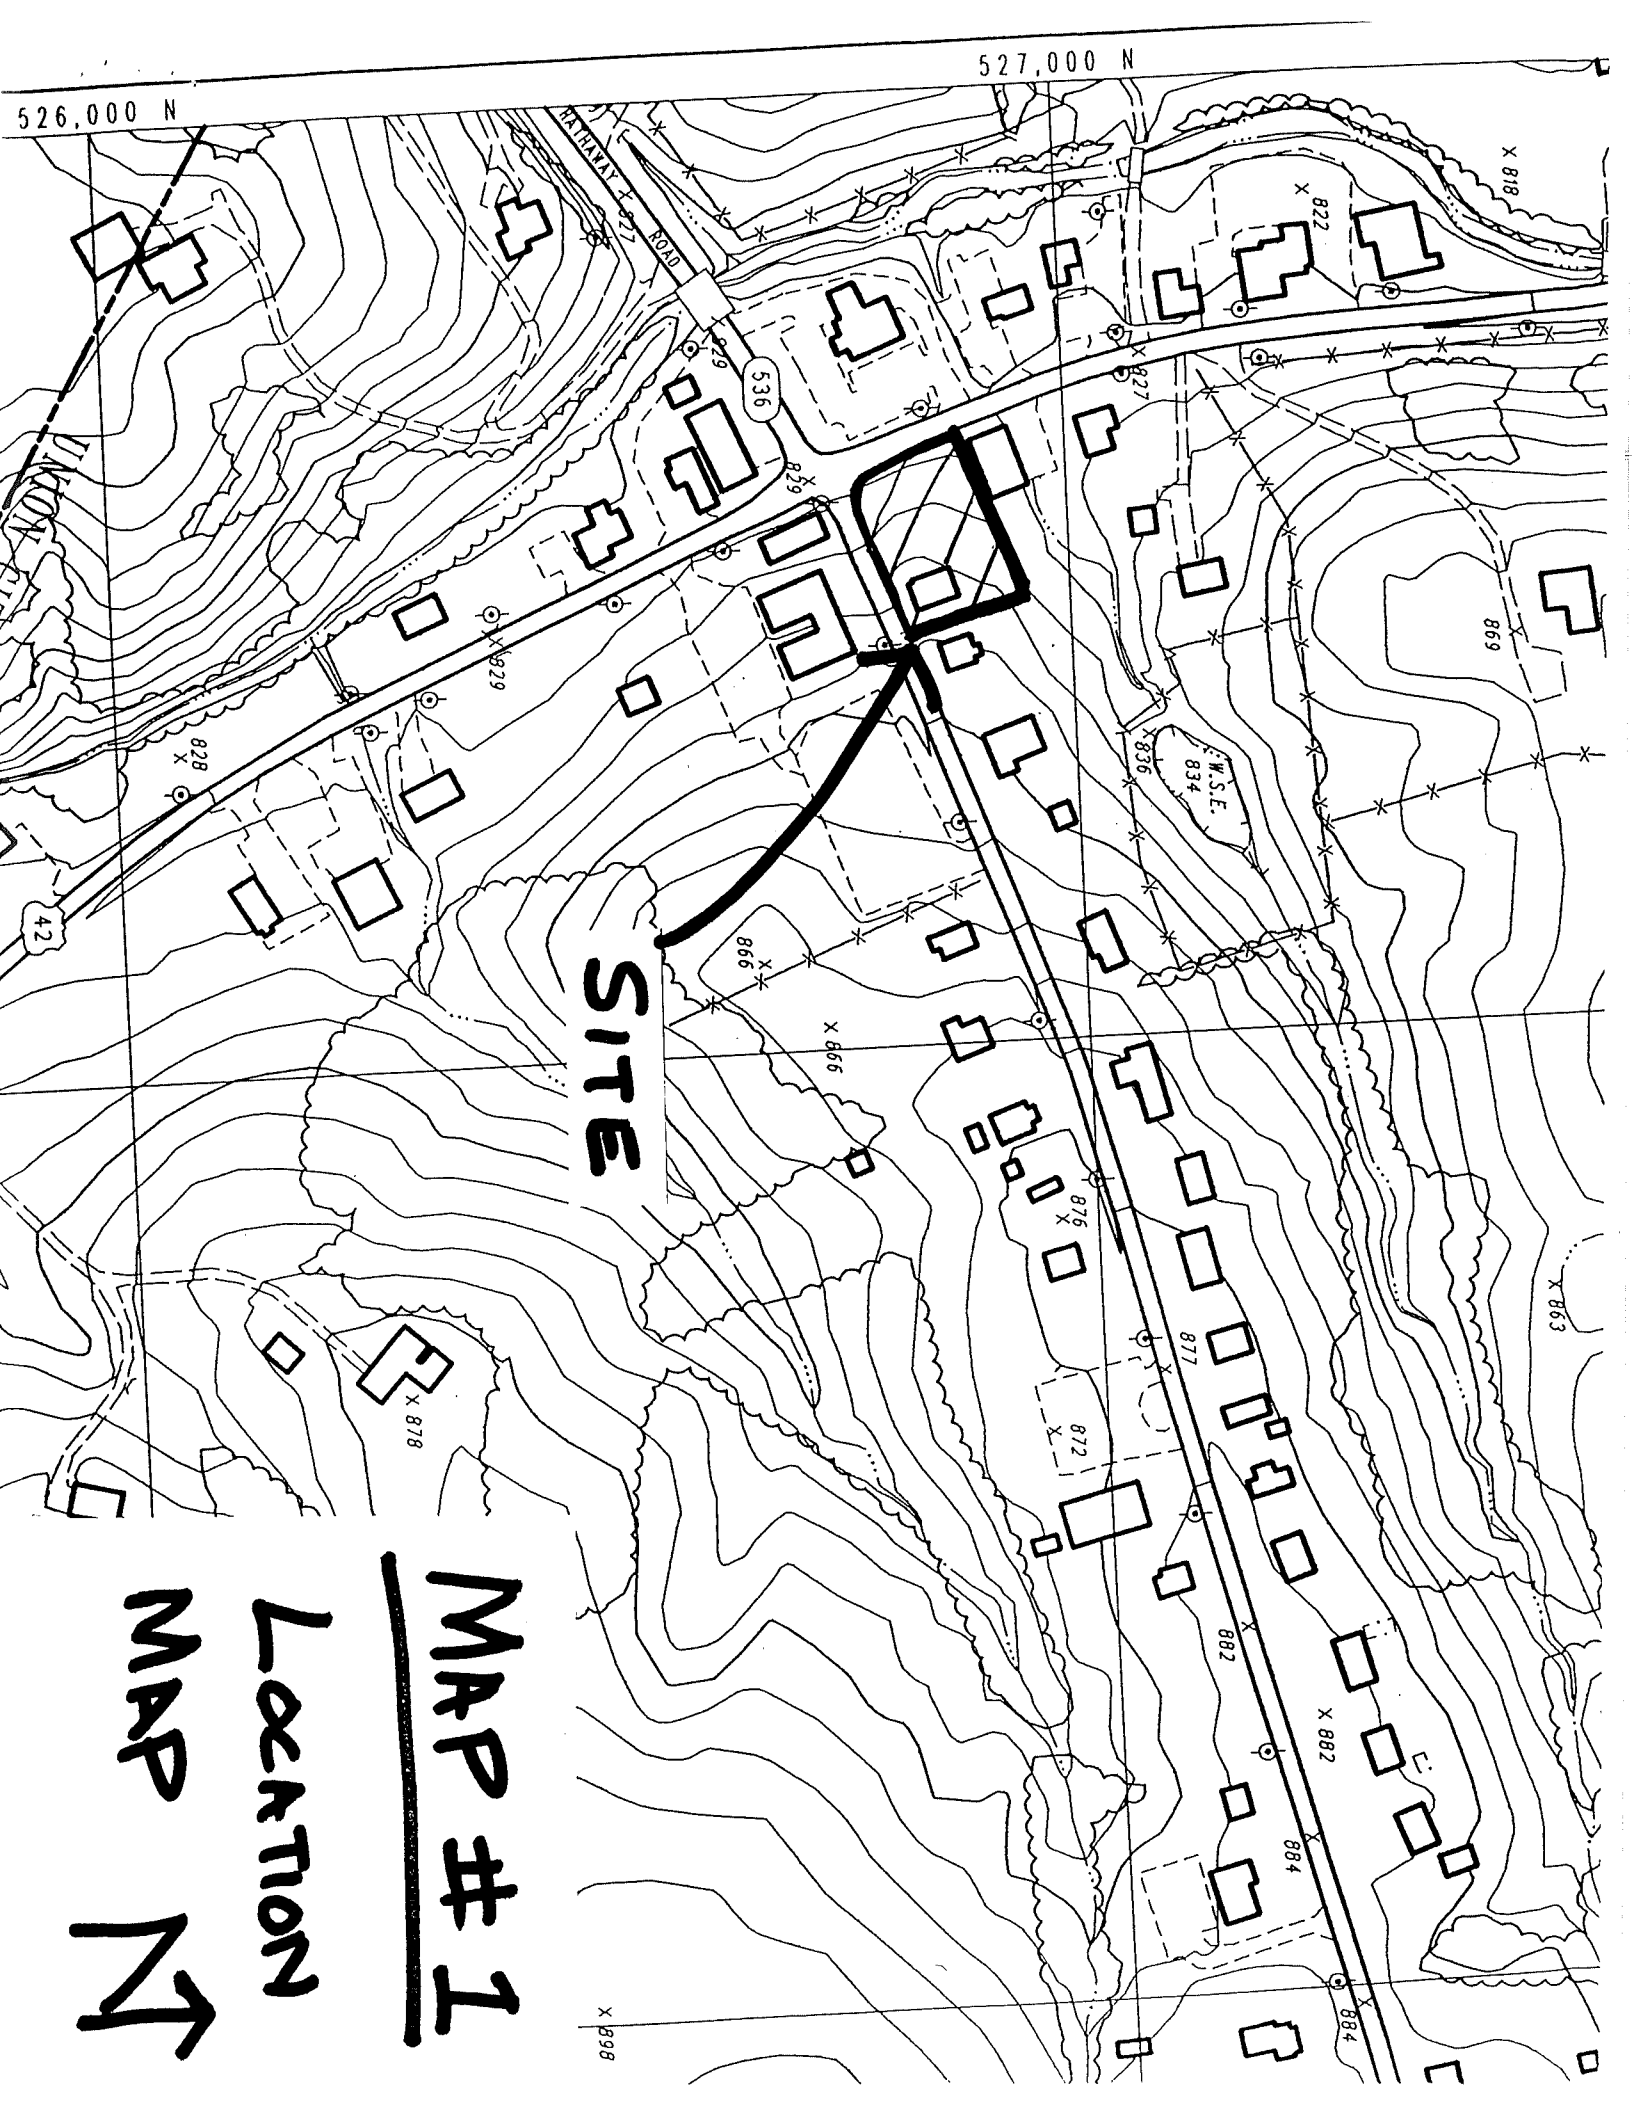 526,000 N
527,000 N
HATHAWAY
ROAD
X 827
X 818
X 822
829
536
X 827
829
X
X 829
X 869
828
X
X 836
W.S.E.
834
42
UNION
866
X
X 866
SITE
876
X
X 863
877
X
X 878
872
X
X
882
X 882
X
884
X
884
X 898
MAP # 1
LOCATION
MAP
N